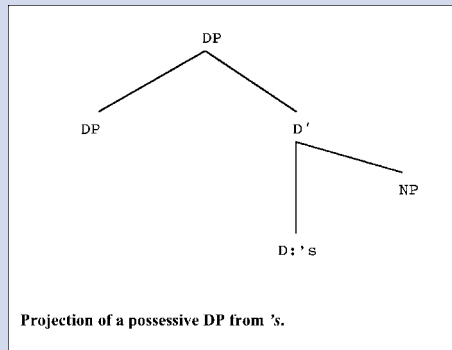 DP
DP D'
NP
D:'s
Projection of a possessive DP from 's.